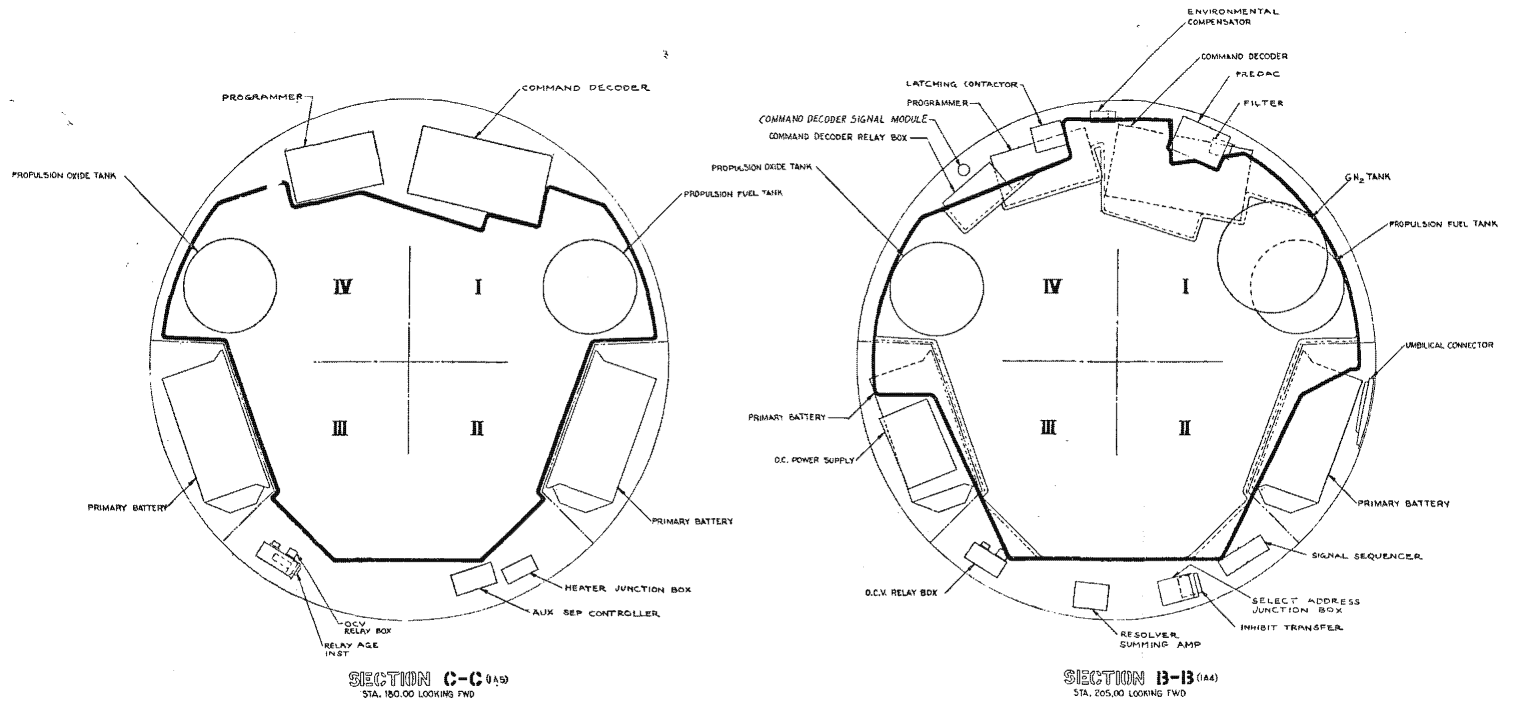 PROGRAMMER
COMMAND DECODER
PROPULSION OXIDE TANK
PROPULSION FUEL TANK
IV
I
III
II
PRIMARY BATTERY
PRIMARY BATTERY
HEATER JUNCTION BOX
AUX SEP CONTROLLER
OCV
RELAY BOX
RELAY AGE
INST
SECTION C-C (1A5)
STA. 180.00 LOOKING FWD
ENVIRONMENTAL
COMPENSATOR
COMMAND DECODER
PREDAC
FILTER
LATCHING CONTACTOR
PROGRAMMER
COMMAND DECODER SIGNAL MODULE
COMMAND DECODER RELAY BOX
PROPULSION OXIDE TANK
GN2 TANK
PROPULSION FUEL TANK
IV
I
UMBILICAL CONNECTOR
III
II
PRIMARY BATTERY
D.C. POWER SUPPLY
PRIMARY BATTERY
SIGNAL SEQUENCER
O.C.V. RELAY BOX
SELECT ADDRESS
JUNCTION BOX
INHIBIT TRANSFER
RESOLVER
SUMMING AMP
SECTION B-B (1A4)
STA. 205.00 LOOKING FWD